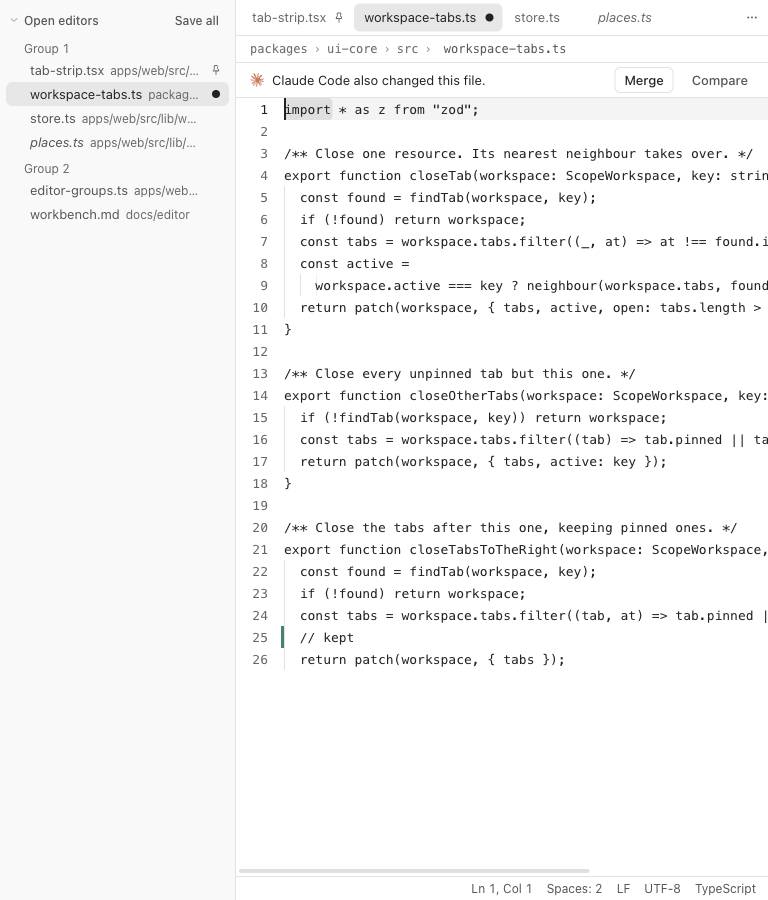 Open editors Save all
Group 1
tab-strip.tsx apps/web/src/...
workspace-tabs.ts packag...
store.ts apps/web/src/lib/w...
places.ts apps/web/src/lib/...
Group 2
editor-groups.ts apps/web...
workbench.md docs/editor
tab-strip.tsx workspace-tabs.ts store.ts places.ts ...
packages › ui-core › src › workspace-tabs.ts
Claude Code also changed this file. Merge Compare
1 import * as z from "zod";
2
3 /** Close one resource. Its nearest neighbour takes over. */
4 export function closeTab(workspace: ScopeWorkspace, key: strin
5 const found = findTab(workspace, key);
6 if (!found) return workspace;
7 const tabs = workspace.tabs.filter((_, at) => at !== found.i
8 const active =
9 workspace.active === key ? neighbour(workspace.tabs, found
10 return patch(workspace, { tabs, active, open: tabs.length >
11 }
12
13 /** Close every unpinned tab but this one. */
14 export function closeOtherTabs(workspace: ScopeWorkspace, key:
15 if (!findTab(workspace, key)) return workspace;
16 const tabs = workspace.tabs.filter((tab) => tab.pinned || ta
17 return patch(workspace, { tabs, active: key });
18 }
19
20 /** Close the tabs after this one, keeping pinned ones. */
21 export function closeTabsToTheRight(workspace: ScopeWorkspace,
22 const found = findTab(workspace, key);
23 if (!found) return workspace;
24 const tabs = workspace.tabs.filter((tab, at) => tab.pinned |
25 // kept
26 return patch(workspace, { tabs });
Ln 1, Col 1 Spaces: 2 LF UTF-8 TypeScript